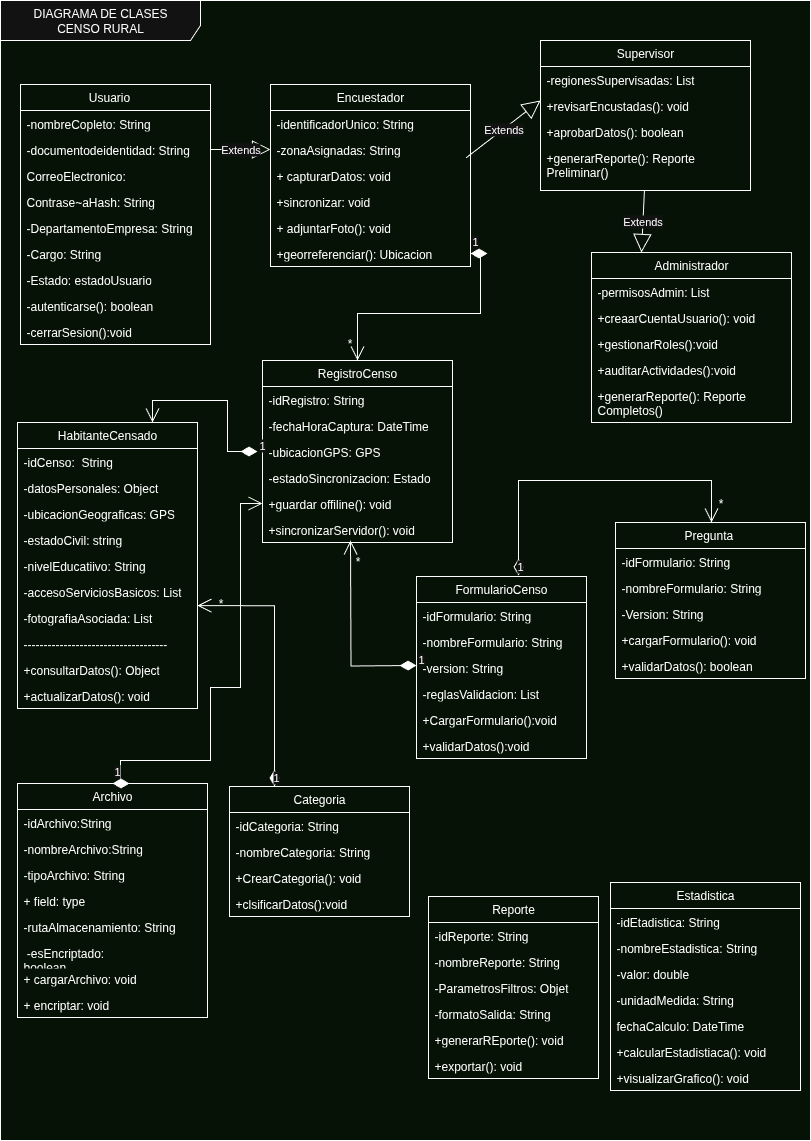 DIAGRAMA DE CLASES
CENSO RURAL
Usuario
-nombreCopleto: String
-documentodeidentidad: String
CorreoElectronico:
Contrase~aHash: String
-DepartamentoEmpresa: String
-Cargo: String
-Estado: estadoUsuario
-autenticarse(): boolean
-cerrarSesion():void
Extends
Encuestador
-identificadorUnico: String
-zonaAsignadas: String
+ capturarDatos: void
+sincronizar: void
+ adjuntarFoto(): void
+georreferenciar(): Ubicacion
Extends
Supervisor
-regionesSupervisadas: List
+revisarEncustadas(): void
+aprobarDatos(): boolean
+generarReporte(): Reporte
Preliminar()
Extends
Administrador
-permisosAdmin: List
+creaarCuentaUsuario(): void
+gestionarRoles():void
+auditarActividades():void
+generarReporte(): Reporte
Completos()
1
*
RegistroCenso
-idRegistro: String
-fechaHoraCaptura: DateTime
-ubicacionGPS: GPS
-estadoSincronizacion: Estado
+guardar offiline(): void
+sincronizarServidor(): void
1
HabitanteCensado
-idCenso:  String
-datosPersonales: Object
-ubicacionGeograficas: GPS
-estadoCivil: string
-nivelEducatiivo: String
-accesoServiciosBasicos: List
-fotografiaAsociada: List
------------------------------------
+consultarDatos(): Object
+actualizarDatos(): void
*
*
1
FormularioCenso
-idFormulario: String
-nombreFormulario: String
-version: String
-reglasValidacion: List
+CargarFormulario():void
+validarDatos():void
1
*
Pregunta
-idFormulario: String
-nombreFormulario: String
-Version: String
+cargarFormulario(): void
+validarDatos(): boolean
1
Archivo
-idArchivo:String
-nombreArchivo:String
-tipoArchivo: String
+ field: type
-rutaAlmacenamiento: String
-esEncriptado:
boolean
+ cargarArchivo: void
+ encriptar: void
1
Categoria
-idCategoria: String
-nombreCategoria: String
+CrearCategoria(): void
+clsificarDatos():void
Reporte
-idReporte: String
-nombreReporte: String
-ParametrosFiltros: Objet
-formatoSalida: String
+generarREporte(): void
+exportar(): void
Estadistica
-idEtadistica: String
-nombreEstadistica: String
-valor: double
-unidadMedida: String
fechaCalculo: DateTime
+calcularEstadistiaca(): void
+visualizarGrafico(): void